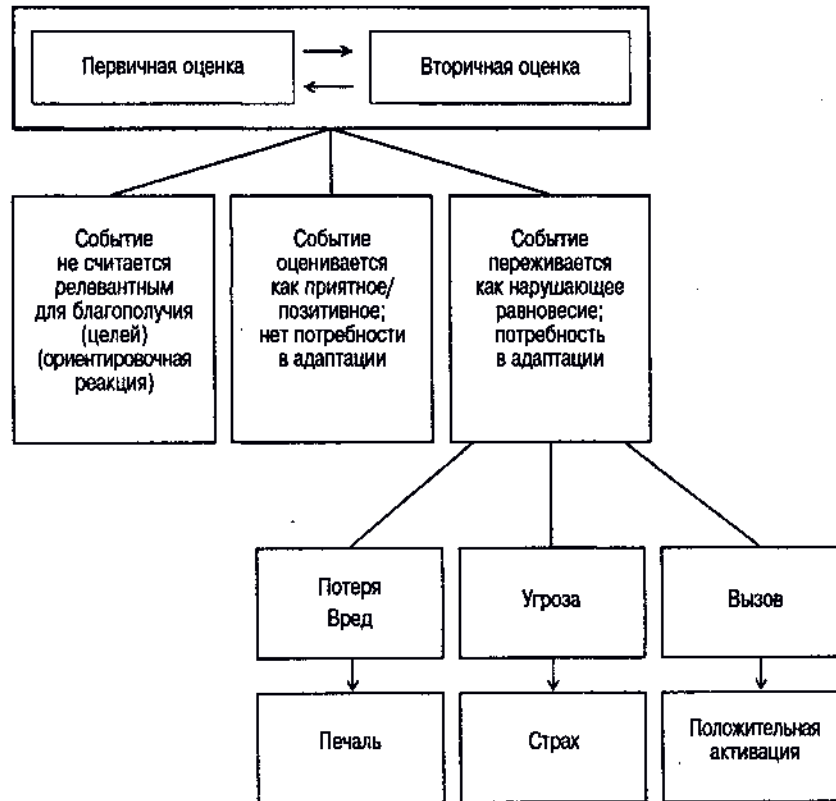 Первичная оценка
Вторичная оценка
Событие
не считается
релевантным
для благополучия
(целей)
(ориентировочная
реакция)
Событие
оценивается
как приятное/
позитивное;
нет потребности
в адаптации
Событие
переживается
как нарушающее
равновесие;
потребность
в адаптации
Потеря
Вред
Угроза
Вызов
Печаль
Страх
Положительная
активация